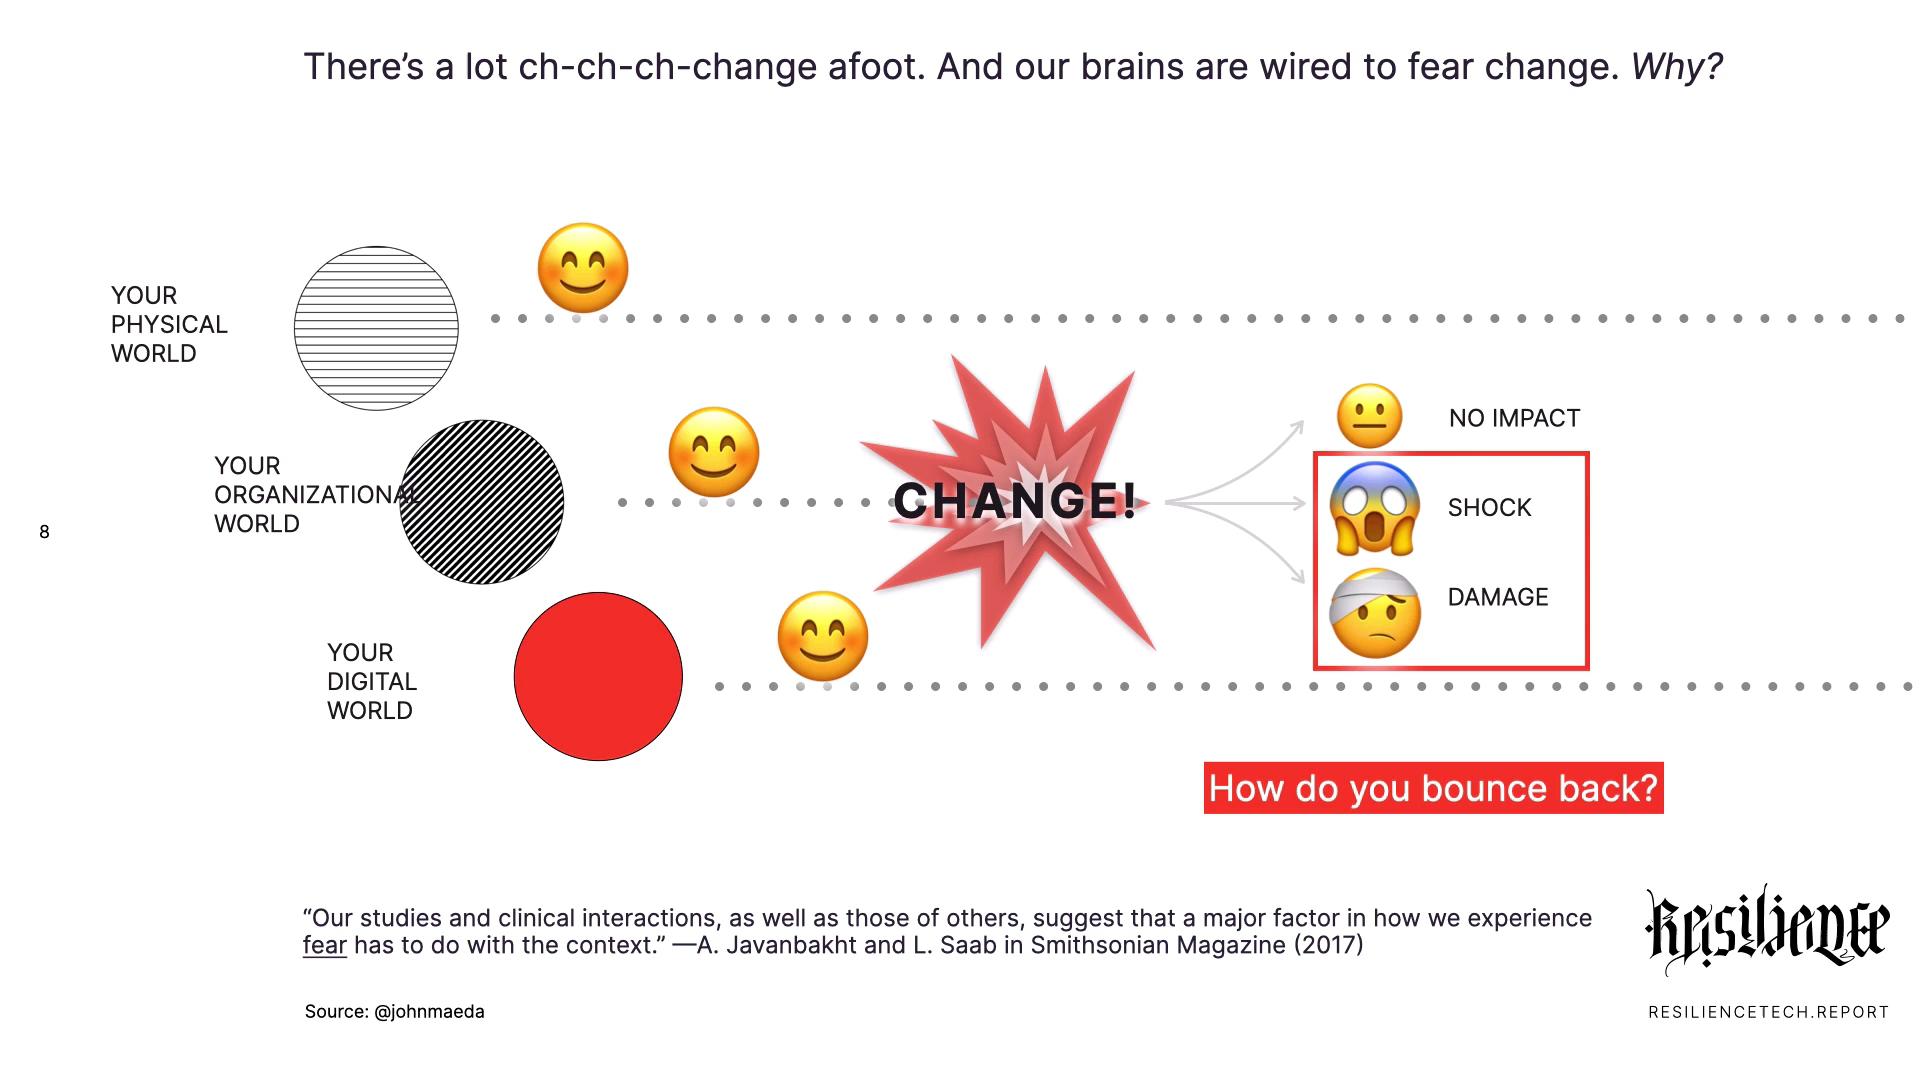 There’s a lot ch-ch-ch-change afoot. And our brains are wired to fear change. Why?
YOUR
PHYSICAL
WORLD
YOUR
ORGANIZATIONAL
WORLD
YOUR
DIGITAL
WORLD
8
CHANGE!
NO IMPACT
SHOCK
DAMAGE
How do you bounce back?
“Our studies and clinical interactions, as well as those of others, suggest that a major factor in how we experience
fear has to do with the context.” —A. Javanbakht and L. Saab in Smithsonian Magazine (2017)
Source: @johnmaeda
Resilience
RESILIENCETECH.REPORT